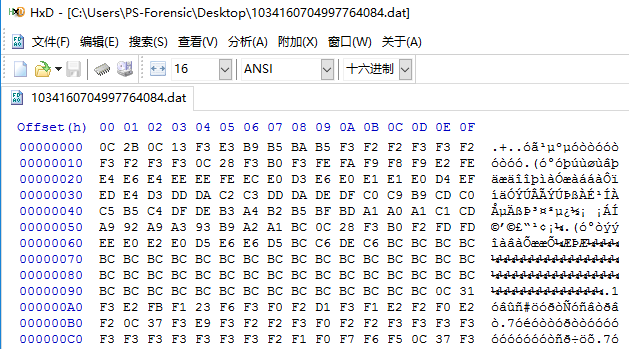 HxD - [C:\Users\PS-Forensic\Desktop\1034160704997764084.dat]
文件(F) 编辑(E) 搜索(S) 查看(V) 分析(A) 附加(X) 窗口(W) 关于(A)
16 ANSI 十六进制
1034160704997764084.dat
Offset(h) 00 01 02 03 04 05 06 07 08 09 0A 0B 0C 0D 0E 0F
00000000 0C 2B 0C 13 F3 E3 B9 B5 BA B5 F3 F2 F2 F3 F3 F2 .+..óã¹µºµóòòóóò
00000010 F3 F2 F3 F3 0C 28 F3 B0 F3 FE FA F9 F8 F9 E2 FE óòóó.(ó°óþúùøùâþ
00000020 E4 E6 E4 EE EE FE EC E0 D3 E6 E0 E1 E1 E0 D4 EF äæäîîþìàÓæàááàÔï
00000030 ED E4 D3 DD DA C2 C3 DD DA DE DF C0 C9 B9 CD C0 íäÓÝÚÂÃÝÚÞßÀÉ¹ÍÀ
00000040 C5 B5 C4 DF DE B3 A4 B2 B5 BF BD A1 A0 A1 C1 CD ÅµÄßÞ³¤²µ¿½¡ ¡ÁÍ
00000050 A9 92 A9 A3 93 B9 A2 A1 BC 0C 28 F3 B0 F2 FD FD ©’©£“¹¢¡¼.(ó°òýý
00000060 EE E0 E2 E0 D5 E6 E6 D5 BC C6 DE C6 BC BC BC BC îàâàÕææÕ¼ÆÞÆ¼¼¼¼
00000070 BC BC BC BC BC BC BC BC BC BC BC BC BC BC BC BC ¼¼¼¼¼¼¼¼¼¼¼¼¼¼¼¼
00000080 BC BC BC BC BC BC BC BC BC BC BC BC BC BC BC BC ¼¼¼¼¼¼¼¼¼¼¼¼¼¼¼¼
00000090 BC BC BC BC BC BC BC BC BC BC BC BC BC BC 0C 31 ¼¼¼¼¼¼¼¼¼¼¼¼¼¼.1
000000A0 F3 E2 FB F1 23 F6 F3 F0 F2 D1 F3 F1 E2 F2 F0 E2 óâûñ#öóðòÑóñâòðâ
000000B0 F2 0C 37 F3 E9 F3 F2 F2 F3 F0 F2 F2 F3 F3 F3 F3 ò.7óéóòòóðòòóóóó
000000C0 F3 F3 F3 F3 F3 F3 F3 F2 F1 F0 F7 F6 F5 0C 37 F3 óóóóóóóòñð÷öõ.7ó